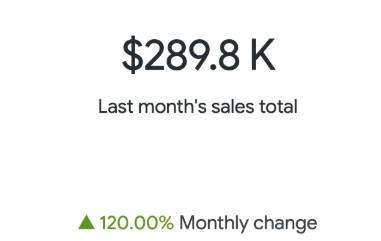 $289.8 K
Last month's sales total
▲ 120.00% Monthly change